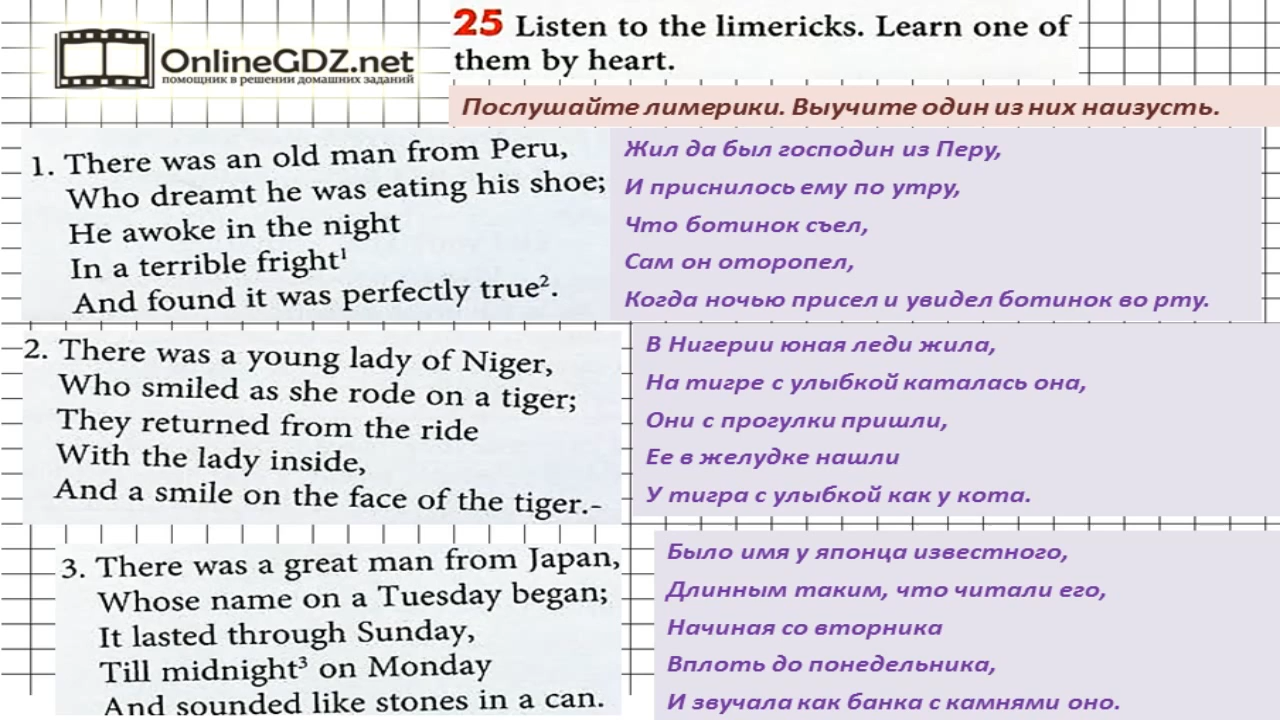 OnlineGDZ.net
помощник в решении домашних заданий
25 Listen to the limericks. Learn one of
them by heart.
Послушайте лимерики. Выучите один из них наизусть.
1. There was an old man from Peru,
Who dreamt he was eating his shoe;
He awoke in the night
In a terrible fright¹
And found it was perfectly true².
Жил да был господин из Перу,
И приснилось ему по утру,
Что ботинок съел,
Сам он оторопел,
Когда ночью присел и увидел ботинок во рту.
2. There was a young lady of Niger,
Who smiled as she rode on a tiger;
They returned from the ride
With the lady inside,
And a smile on the face of the tiger.-
В Нигерии юная леди жила,
На тигре с улыбкой каталась она,
Они с прогулки пришли,
Ее в желудке нашли
У тигра с улыбкой как у кота.
3. There was a great man from Japan,
Whose name on a Tuesday began;
It lasted through Sunday,
Till midnight³ on Monday
And sounded like stones in a can.
Было имя у японца известного,
Длинным таким, что читали его,
Начиная со вторника
Вплоть до понедельника,
И звучала как банка с камнями оно.